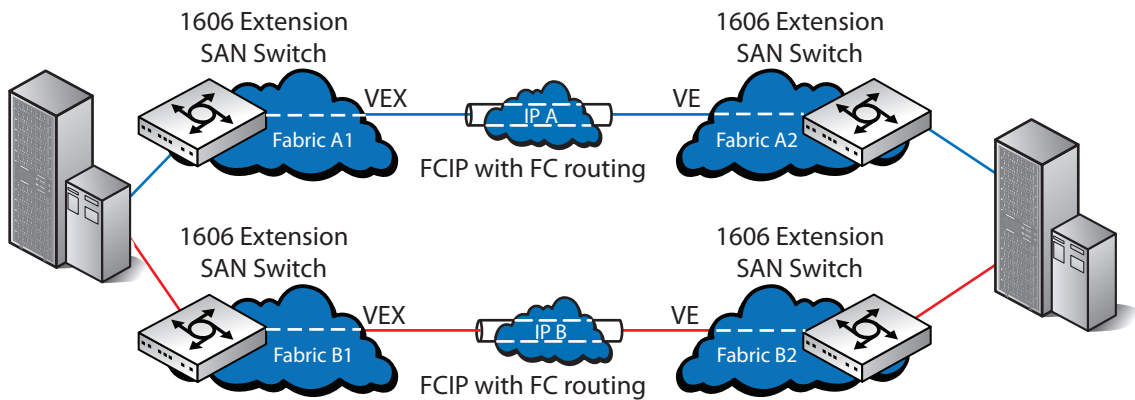 1606 Extension
SAN Switch
1606 Extension
SAN Switch
VEX
IP A
VE
Fabric A1
Fabric A2
FCIP with FC routing
1606 Extension
SAN Switch
1606 Extension
SAN Switch
VEX
IP B
VE
Fabric B1
Fabric B2
FCIP with FC routing